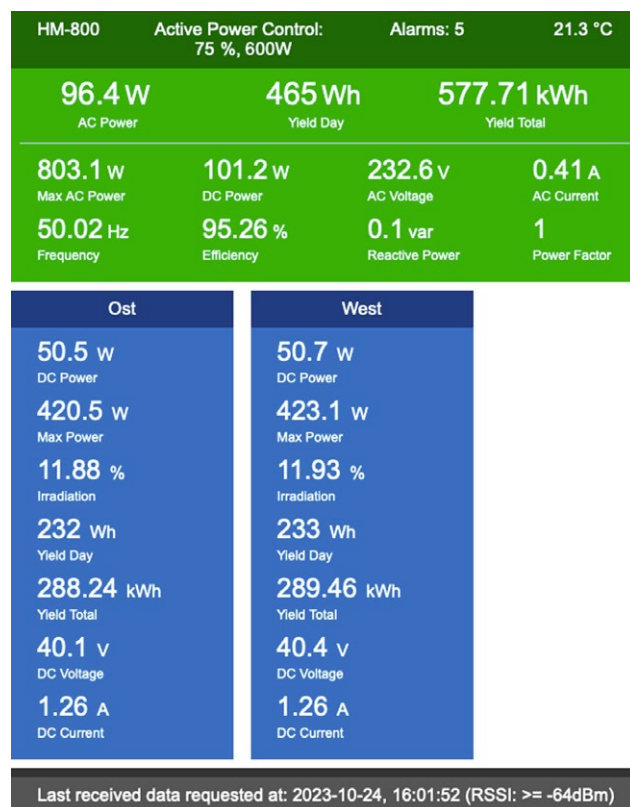 HM-800 Active Power Control: Alarms: 5 21.3 °C
75 %, 600W
96.4 W 465 Wh 577.71 kWh
AC Power Yield Day Yield Total
803.1 W 101.2 W 232.6 V 0.41 A
Max AC Power DC Power AC Voltage AC Current
50.02 Hz 95.26 % 0.1 var 1
Frequency Efficiency Reactive Power Power Factor
Ost
50.5 W
DC Power
420.5 W
Max Power
11.88 %
Irradiation
232 Wh
Yield Day
288.24 kWh
Yield Total
40.1 V
DC Voltage
1.26 A
DC Current
West
50.7 W
DC Power
423.1 W
Max Power
11.93 %
Irradiation
233 Wh
Yield Day
289.46 kWh
Yield Total
40.4 V
DC Voltage
1.26 A
DC Current
Last received data requested at: 2023-10-24, 16:01:52 (RSSI: >= -64dBm)